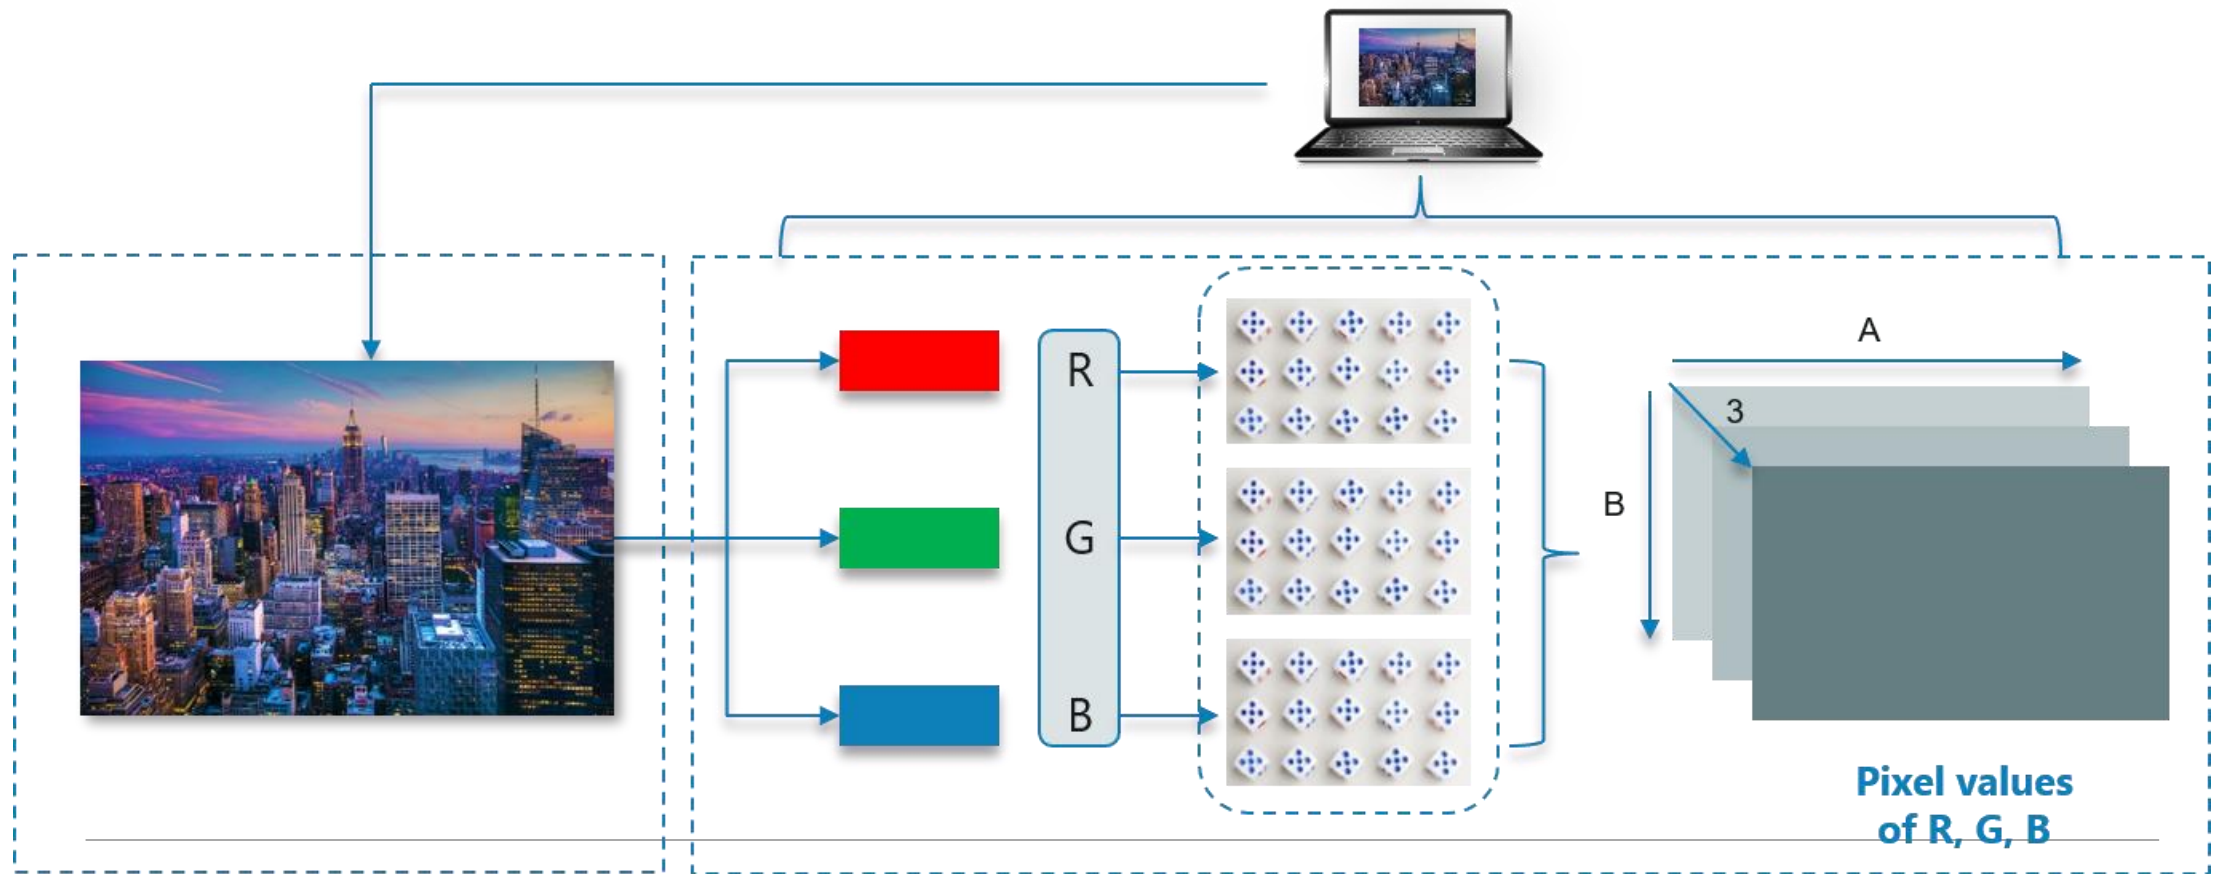 R
G
B
A
3
B
Pixel values
of R, G, B